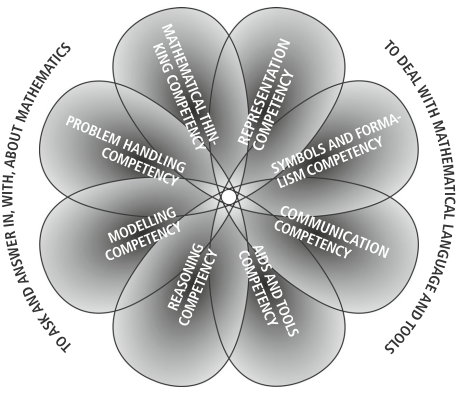 TO ASK AND ANSWER IN, WITH, ABOUT MATHEMATICS
MATHEMATICAL THIN-
KING COMPETENCY
PROBLEM HANDLING
COMPETENCY
MODELLING
COMPETENCY
REASONING
COMPETENCY
REPRESENTATION
COMPETENCY
SYMBOLS AND FORMA-
LISM COMPETENCY
COMMUNICATION
COMPETENCY
AIDS AND TOOLS
COMPETENCY
TO DEAL WITH MATHEMATICAL LANGUAGE AND TOOLS